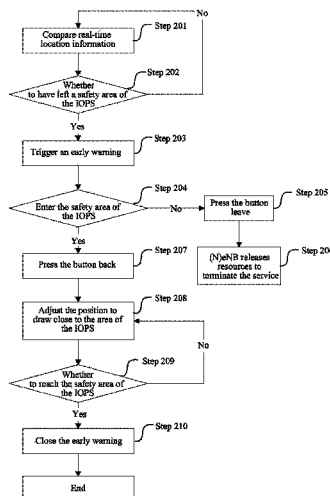 No
Step 201
Compare real-time
location information
Step 202
Whether
to have left a safety area of
the IOPS
Yes
Step 203
Trigger an early warning
Step 204
Enter the safety area of
the IOPS
No
Step 205
Press the button
leave
Yes
Step 207
Press the button back
(N)eNB releases
resources to
terminate the service
Step 20
Step 208
Adjust the position to
draw close to the area of
the IOPS
No
Step 209
Whether
to reach the safety area of
the IOPS
Yes
Step 210
Close the early warning
End